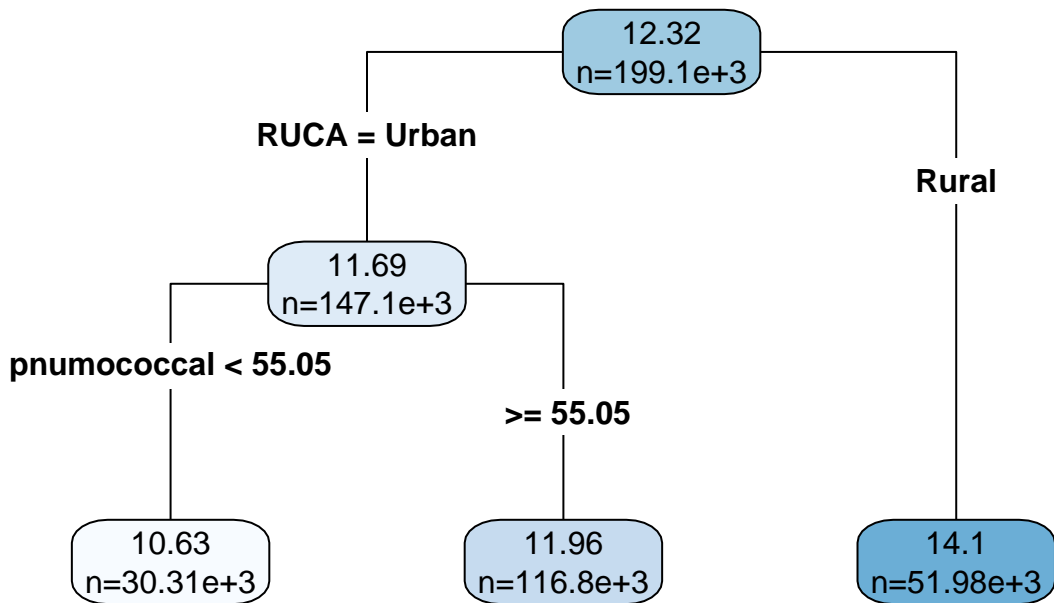 12.32
n=199.1e+3
RUCA = Urban
Rural
11.69
n=147.1e+3
pnumococcal < 55.05
>= 55.05
10.63
n=30.31e+3
11.96
n=116.8e+3
14.1
n=51.98e+3